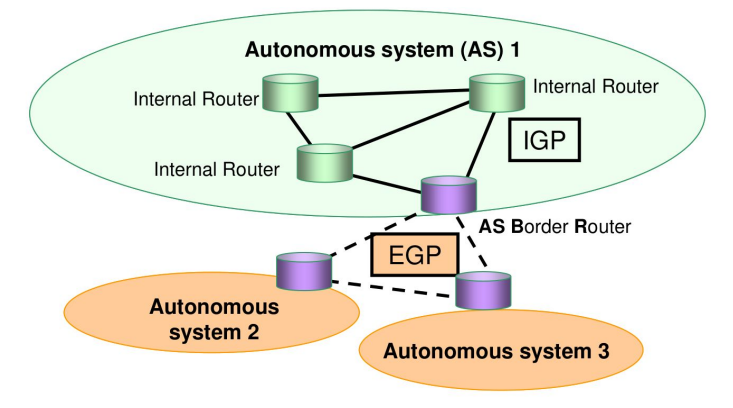 Autonomous system (AS) 1
Internal Router
Internal Router
IGP
Internal Router
AS Border Router
EGP
Autonomous
system 2
Autonomous system 3